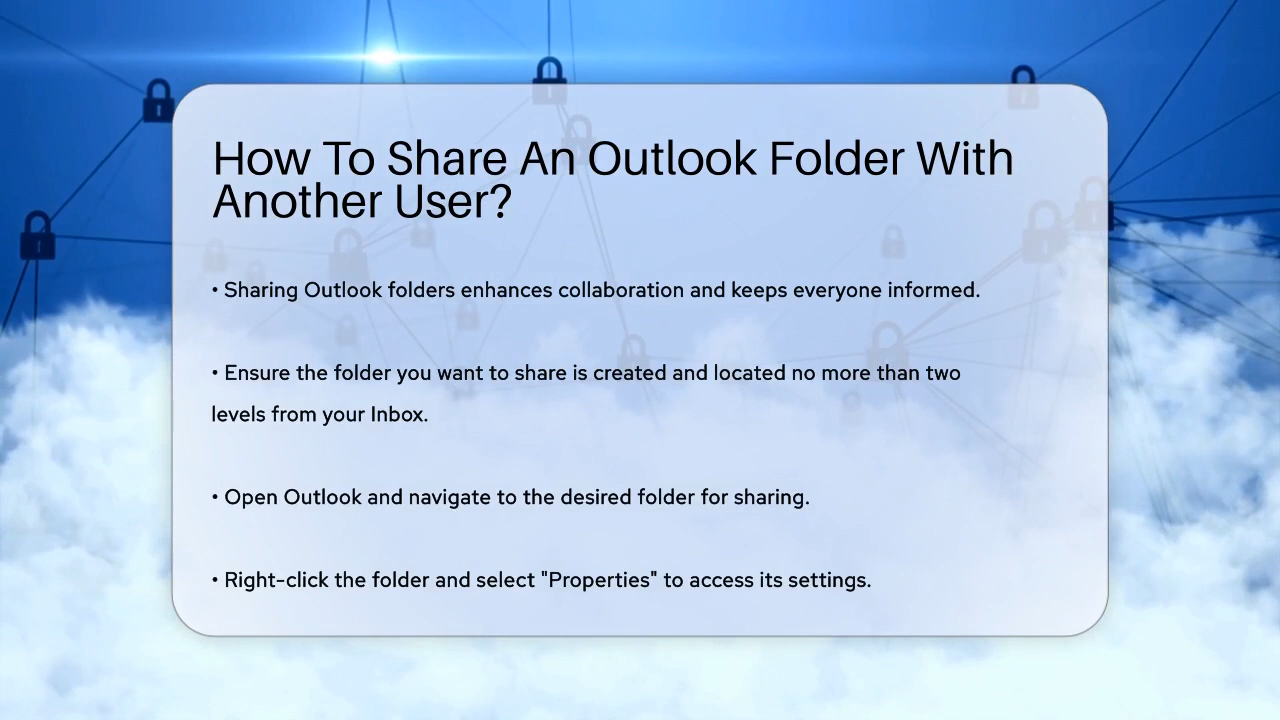 How To Share An Outlook Folder With
Another User?
• Sharing Outlook folders enhances collaboration and keeps everyone informed.
• Ensure the folder you want to share is created and located no more than two
levels from your Inbox.
• Open Outlook and navigate to the desired folder for sharing.
• Right-click the folder and select "Properties" to access its settings.